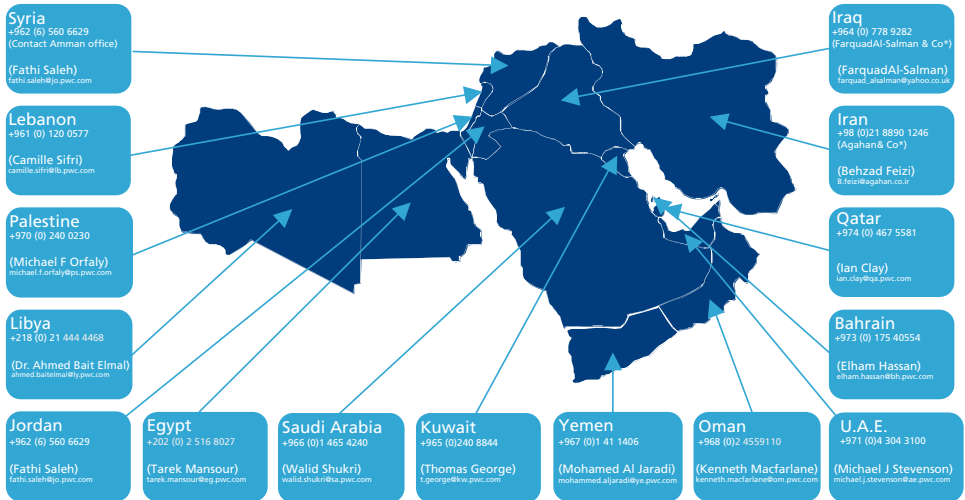 Syria
+962 (6) 560 6629
(Contact Amman office)
(Fathi Saleh)
fathi.saleh@jo.pwc.com
Lebanon
+961 (0) 120 0577
(Camille Sifri)
camille.sifri@lb.pwc.com
Palestine
+970 (0) 240 0230
(Michael F Orfaly)
michael.f.orfaly@ps.pwc.com
Libya
+218 (0) 21 444 4468
(Dr. Ahmed Bait Elmal)
ahmed.baitelmal@ly.pwc.com
Jordan
+962 (6) 560 6629
(Fathi Saleh)
fathi.saleh@jo.pwc.com
Egypt
+202 (0) 2 516 8027
(Tarek Mansour)
tarek.mansour@eg.pwc.com
Saudi Arabia
+966 (0)1 465 4240
(Walid Shukri)
walid.shukri@sa.pwc.com
Kuwait
+965 (0)240 8844
(Thomas George)
t.george@kw.pwc.com
Yemen
+967 (0)1 41 1406
(Mohamed Al Jaradi)
mohammed.aljaradi@ye.pwc.com
Oman
+968 (0)2 4559110
(Kenneth Macfarlane)
kenneth.macfarlane@om.pwc.com
U.A.E.
+971 (0)4 304 3100
(Michael J Stevenson)
michael.j.stevenson@ae.pwc.com
Iraq
+964 (0) 778 9282
(FarquadAl-Salman & Co*)
(FarquadAl-Salman)
farquad_alsalman@yahoo.co.uk
Iran
+98 (0)21 8890 1246
(Agahan& Co*)
(Behzad Feizi)
B.feizi@agahan.co.ir
Qatar
+974 (0) 467 5581
(Ian Clay)
ian.clay@qa.pwc.com
Bahrain
+973 (0) 175 40554
(Elham Hassan)
elham.hassan@bh.pwc.com